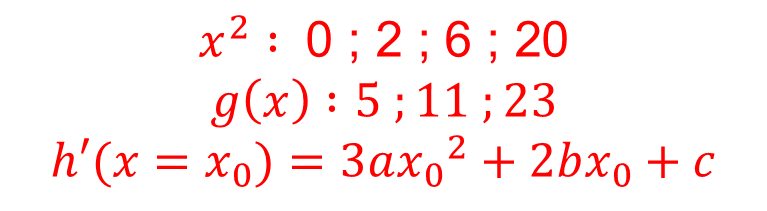 x² : 0 ; 2 ; 6 ; 20
g(x) : 5 ; 11 ; 23
h′(x = x₀) = 3ax₀² + 2bx₀ + c